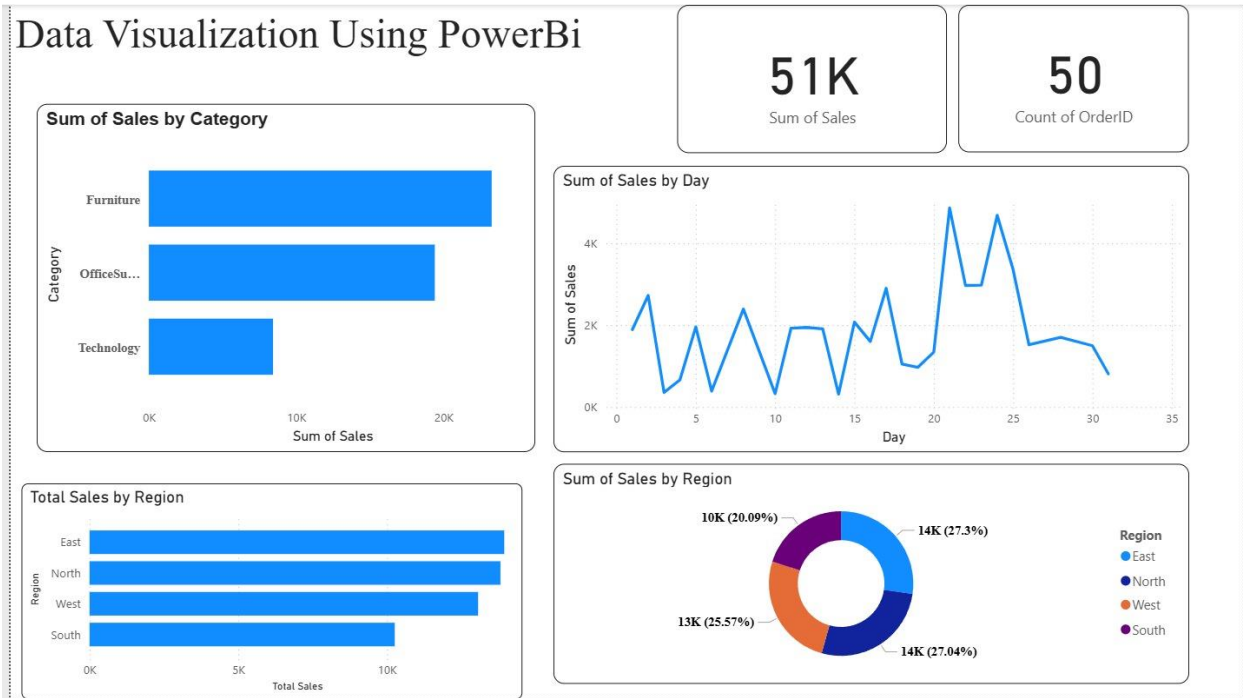 Data Visualization Using PowerBi
51K
Sum of Sales
50
Count of OrderID
Sum of Sales by Category
Category
Furniture
OfficeSu...
Technology
0K 10K 20K
Sum of Sales
Sum of Sales by Day
Sum of Sales
4K
2K
0K
0 5 10 15 20 25 30 35
Day
Total Sales by Region
Region
East
North
West
South
0K 5K 10K
Total Sales
Sum of Sales by Region
10K (20.09%)
14K (27.3%)
13K (25.57%)
14K (27.04%)
Region
East
North
West
South